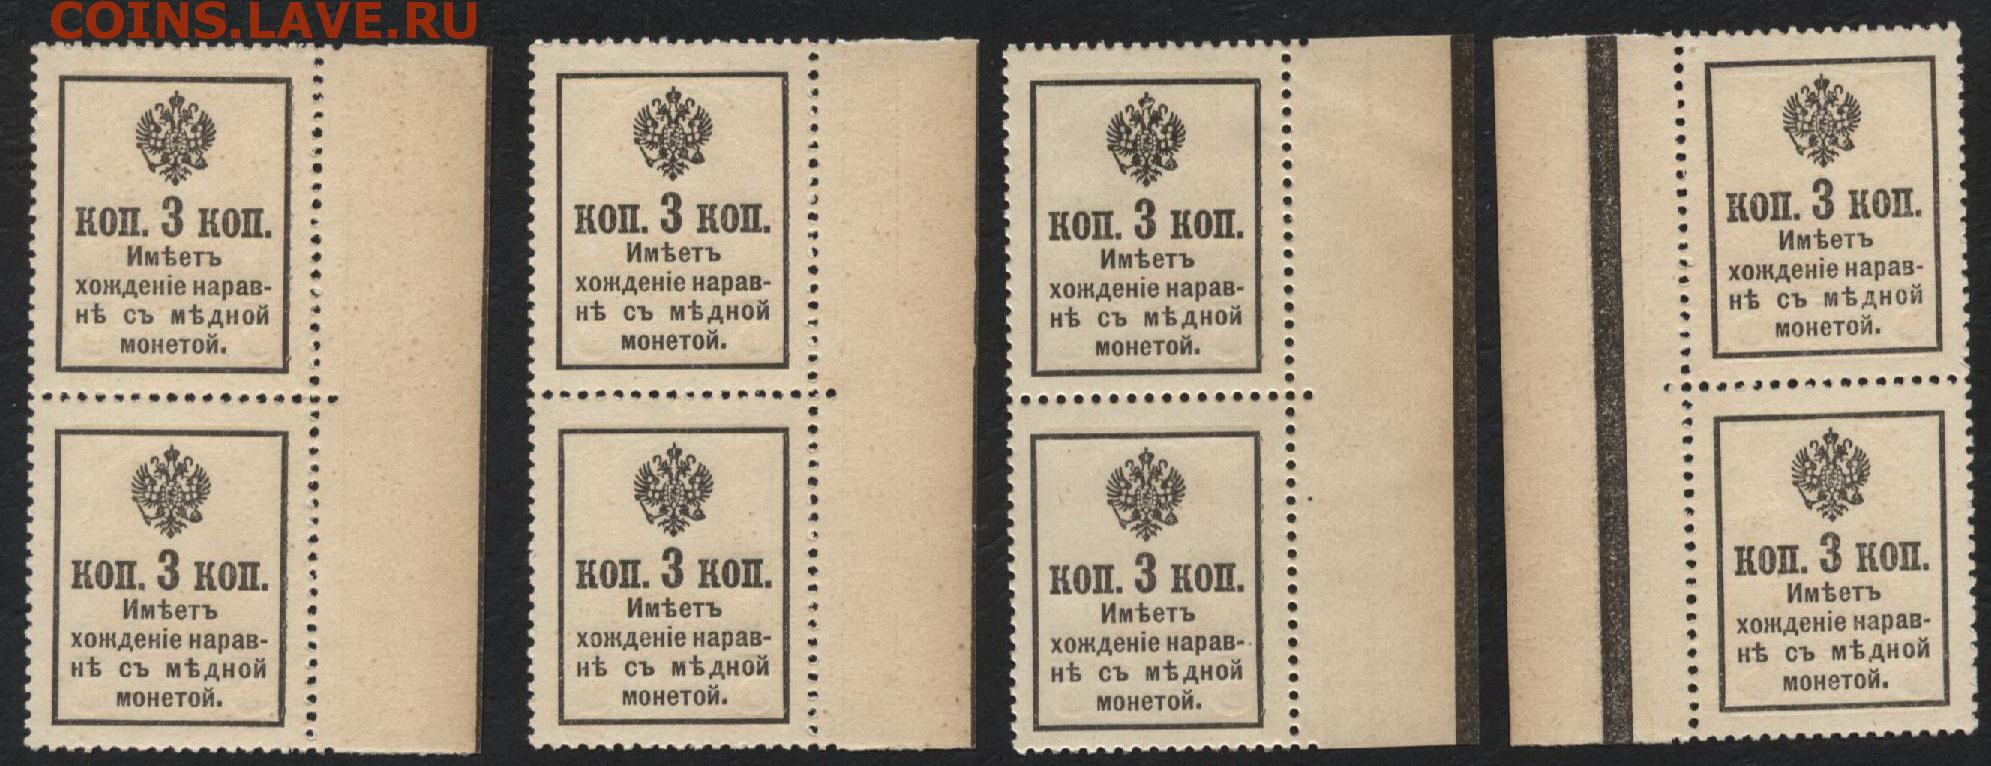 COINS.LAVE.RU
КОП. 3 КОП.
Имѣетъ
хожденіе нарав-
нѣ съ мѣдной
монетой.
КОП. 3 КОП.
Имѣетъ
хожденіе нарав-
нѣ съ мѣдной
монетой.
КОП. 3 КОП.
Имѣетъ
хожденіе нарав-
нѣ съ мѣдной
монетой.
КОП. 3 КОП.
Имѣетъ
хожденіе нарав-
нѣ съ мѣдной
монетой.
КОП. 3 КОП.
Имѣетъ
хожденіе нарав-
нѣ съ мѣдной
монетой.
КОП. 3 КОП.
Имѣетъ
хожденіе нарав-
нѣ съ мѣдной
монетой.
КОП. 3 КОП.
Имѣетъ
хожденіе нарав-
нѣ съ мѣдной
монетой.
КОП. 3 КОП.
Имѣетъ
хожденіе нарав-
нѣ съ мѣдной
монетой.